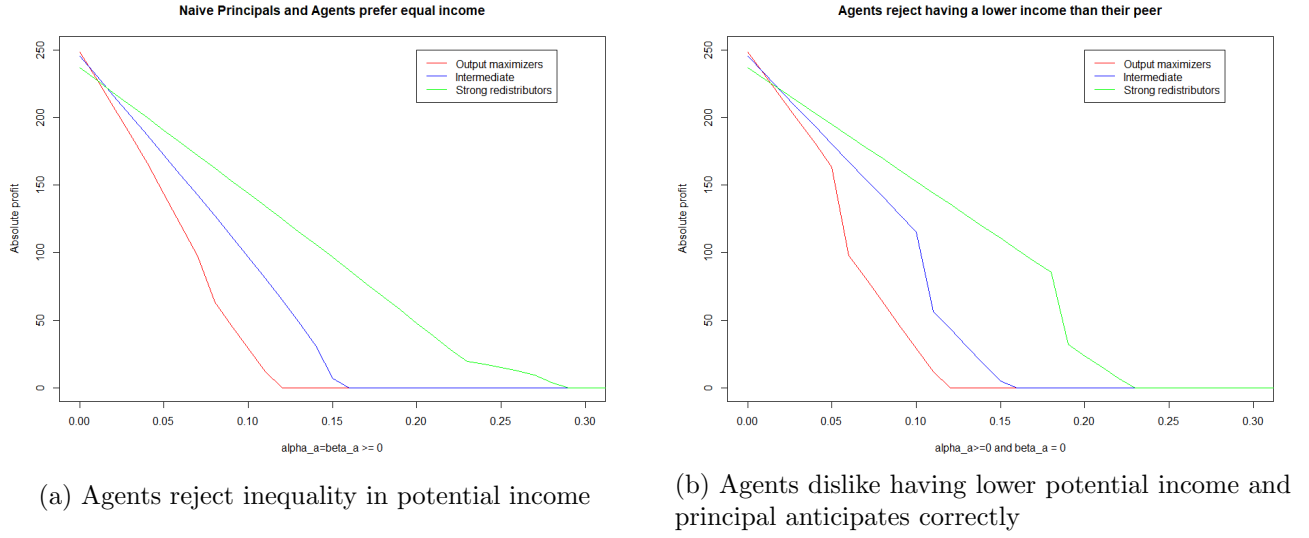 Naive Principals and Agents prefer equal income
Absolute profit
250
200
150
100
50
0
Output maximizers
Intermediate
Strong redistributors
0.00 0.05 0.10 0.15 0.20 0.25 0.30
alpha_a=beta_a >= 0
(a) Agents reject inequality in potential income
Agents reject having a lower income than their peer
Absolute profit
250
200
150
100
50
0
Output maximizers
Intermediate
Strong redistributors
0.00 0.05 0.10 0.15 0.20 0.25 0.30
alpha_a>=0 and beta_a = 0
(b) Agents dislike having lower potential income and
principal anticipates correctly